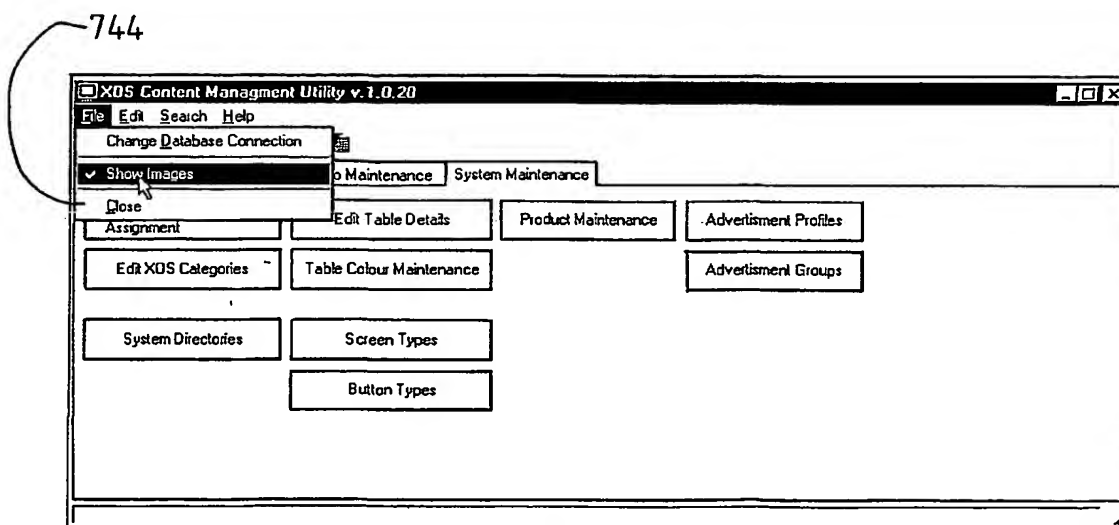 744
XOS Content Managment Utility v.1.0.20
File Edit Search Help
Change Database Connection
Show Images
Close
o Maintenance System Maintenance
Assignment Edit Table Details Product Maintenance Advertisment Profiles
Edit XOS Categories Table Colour Maintenance Advertisment Groups
System Directories Screen Types
Button Types